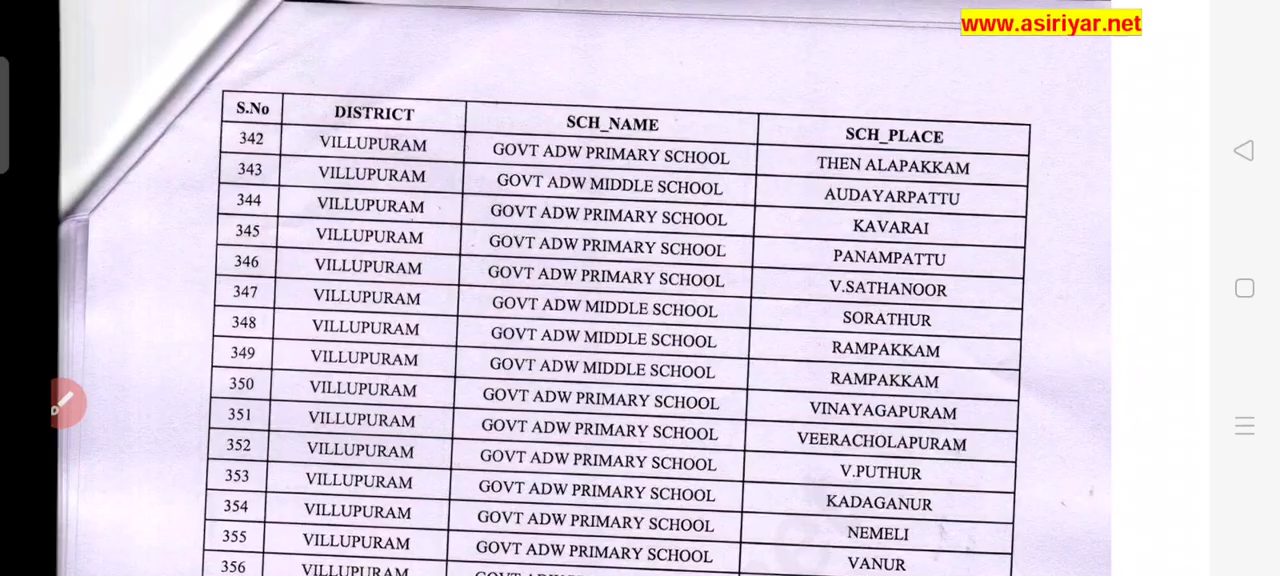 www.asiriyar.net
S.No DISTRICT SCH_NAME SCH_PLACE
342 VILLUPURAM GOVT ADW PRIMARY SCHOOL THEN ALAPAKKAM
343 VILLUPURAM GOVT ADW MIDDLE SCHOOL AUDAYARPATTU
344 VILLUPURAM GOVT ADW PRIMARY SCHOOL KAVARAI
345 VILLUPURAM GOVT ADW PRIMARY SCHOOL PANAMPATTU
346 VILLUPURAM GOVT ADW PRIMARY SCHOOL V.SATHANOOR
347 VILLUPURAM GOVT ADW MIDDLE SCHOOL SORATHUR
348 VILLUPURAM GOVT ADW MIDDLE SCHOOL RAMPAKKAM
349 VILLUPURAM GOVT ADW MIDDLE SCHOOL RAMPAKKAM
350 VILLUPURAM GOVT ADW PRIMARY SCHOOL VINAYAGAPURAM
351 VILLUPURAM GOVT ADW PRIMARY SCHOOL VEERACHOLAPURAM
352 VILLUPURAM GOVT ADW PRIMARY SCHOOL V.PUTHUR
353 VILLUPURAM GOVT ADW PRIMARY SCHOOL KADAGANUR
354 VILLUPURAM GOVT ADW PRIMARY SCHOOL NEMELI
355 VILLUPURAM GOVT ADW PRIMARY SCHOOL VANUR
356 VILLUPURAM